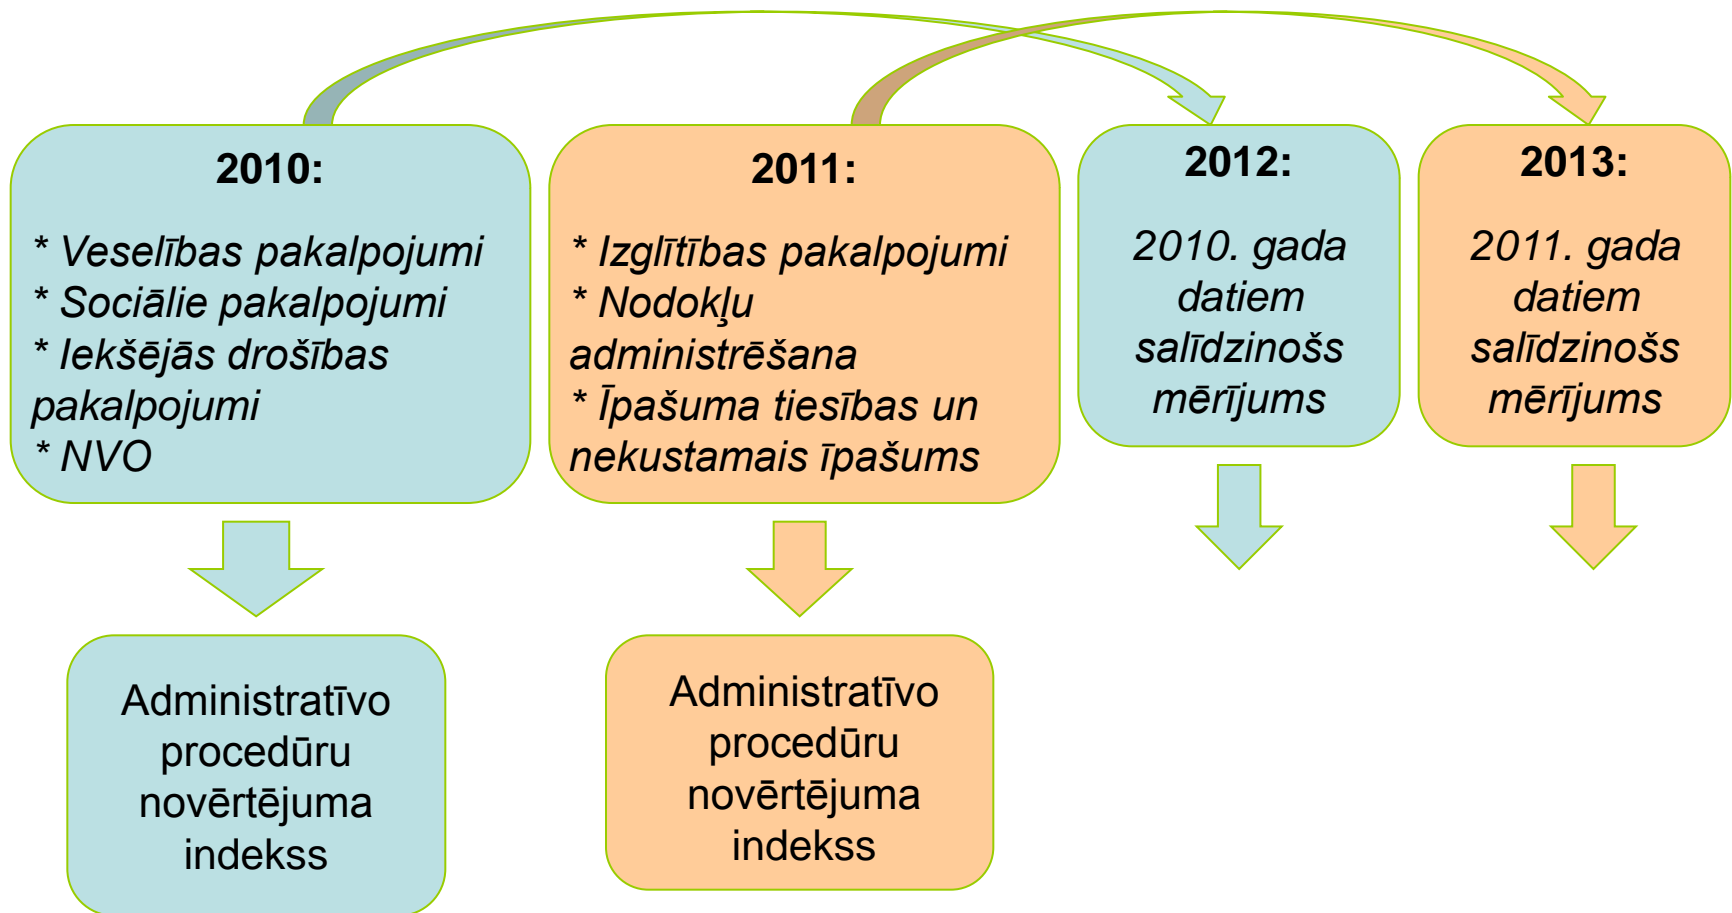 2010:
* Veselības pakalpojumi
* Sociālie pakalpojumi
* Iekšējās drošības
pakalpojumi
* NVO
2011:
* Izglītības pakalpojumi
* Nodokļu
administrēšana
* Īpašuma tiesības un
nekustamais īpašums
2012:
2010. gada
datiem
salīdzinošs
mērījums
2013:
2011. gada
datiem
salīdzinošs
mērījums
Administratīvo
procedūru
novērtējuma
indekss
Administratīvo
procedūru
novērtējuma
indekss